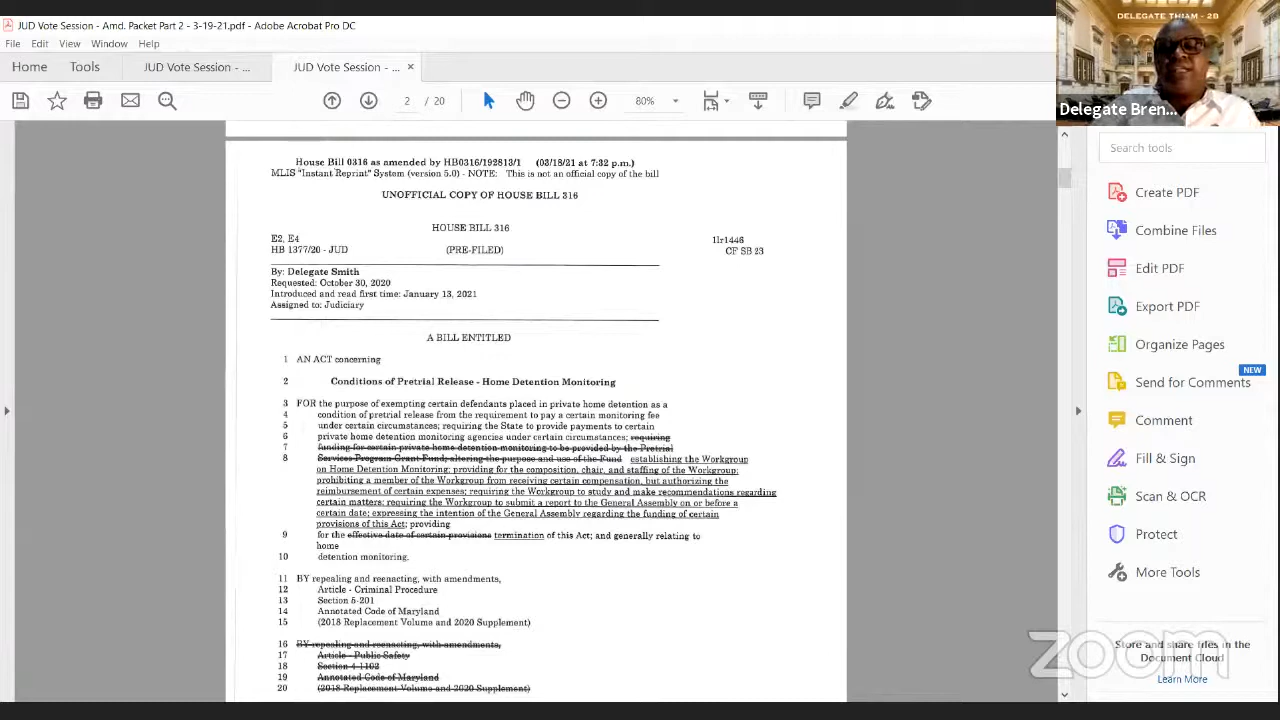 JUD Vote Session - Amd. Packet Part 2 - 3-19-21.pdf - Adobe Acrobat Pro DC
File Edit View Window Help
Home Tools JUD Vote Session - ... JUD Vote Session - ... ×
2 / 20 80%
DELEGATE THIAM - 2B
Delegate Bren...
House Bill 0316 as amended by HB0316/192813/1 (03/18/21 at 7:32 p.m.)
MLIS "Instant Reprint" System (version 5.0) - NOTE: This is not an official copy of the bill
UNOFFICIAL COPY OF HOUSE BILL 316
HOUSE BILL 316
E2, E4 1lr1446
HB 1377/20 - JUD (PRE-FILED) CF SB 23
By: Delegate Smith
Requested: October 30, 2020
Introduced and read first time: January 13, 2021
Assigned to: Judiciary
A BILL ENTITLED
1 AN ACT concerning
2 Conditions of Pretrial Release - Home Detention Monitoring
3 FOR the purpose of exempting certain defendants placed in private home detention as a
4 condition of pretrial release from the requirement to pay a certain monitoring fee
5 under certain circumstances; requiring the State to provide payments to certain
6 private home detention monitoring agencies under certain circumstances; requiring
7 funding for certain private home detention monitoring to be provided by the Pretrial
8 Services Program Grant Fund; altering the purpose and use of the Fund establishing the Workgroup
on Home Detention Monitoring; providing for the composition, chair, and staffing of the Workgroup;
prohibiting a member of the Workgroup from receiving certain compensation, but authorizing the
reimbursement of certain expenses; requiring the Workgroup to study and make recommendations regarding
certain matters; requiring the Workgroup to submit a report to the General Assembly on or before a
certain date; expressing the intention of the General Assembly regarding the funding of certain
provisions of this Act; providing
9 for the effective date of certain provisions termination of this Act; and generally relating to
home
10 detention monitoring.
11 BY repealing and reenacting, with amendments,
12 Article - Criminal Procedure
13 Section 5-201
14 Annotated Code of Maryland
15 (2018 Replacement Volume and 2020 Supplement)
16 BY repealing and reenacting, with amendments,
17 Article - Public Safety
18 Section 4-1102
19 Annotated Code of Maryland
20 (2018 Replacement Volume and 2020 Supplement)
Search tools
Create PDF
Combine Files
Edit PDF
Export PDF
Organize Pages
NEW
Send for Comments
Comment
Fill & Sign
Scan & OCR
Protect
More Tools
Store and share files in the
Document Cloud
Learn More
zoom